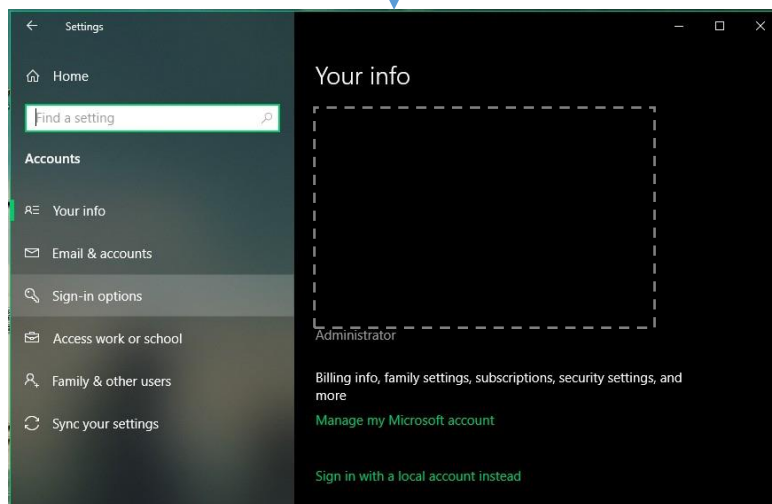 Settings
Home
Find a setting
Accounts
Your info
Email & accounts
Sign-in options
Access work or school
Family & other users
Sync your settings
Your info
Administrator
Billing info, family settings, subscriptions, security settings, and
more
Manage my Microsoft account
Sign in with a local account instead